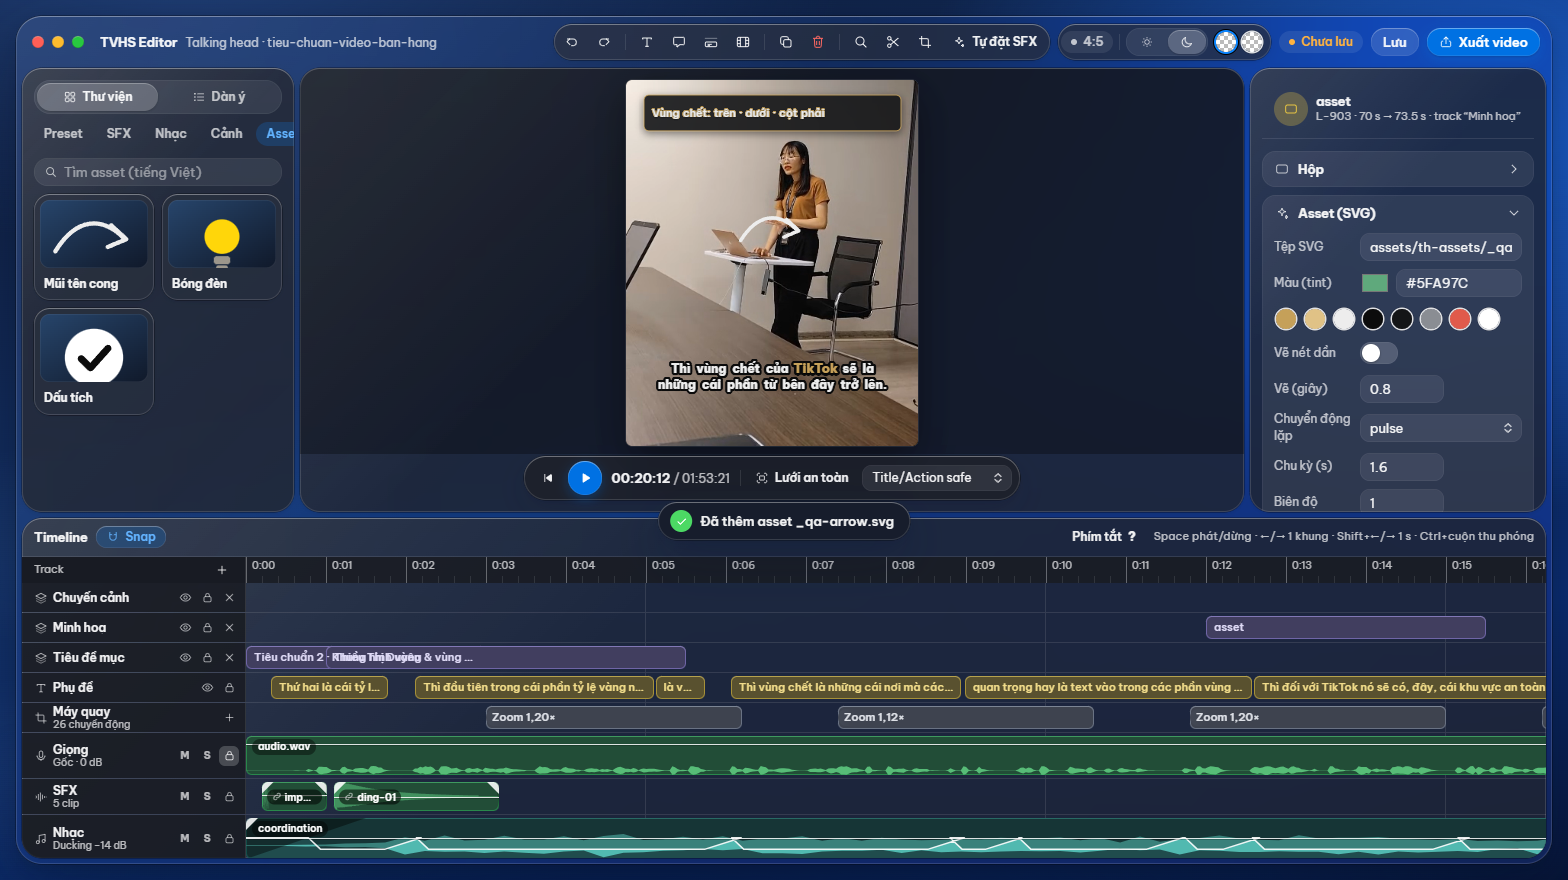 TVHS Editor Talking head · tieu-chuan-video-ban-hang
Tự đặt SFX
4:5
Chưa lưu
Lưu
Xuất video
Thư viện
Dàn ý
Preset SFX Nhạc Cảnh Asse
Tìm asset (tiếng Việt)
Mũi tên cong
Bóng đèn
Dấu tích
Vùng chết: trên · dưới · cột phải
Thì vùng chết của TikTok sẽ là
những cái phần từ bên đây trở lên.
00:20:12 / 01:53:21
Lưới an toàn
Title/Action safe
asset
L-903 · 70 s → 73.5 s · track "Minh hoạ"
Hộp
Asset (SVG)
Tệp SVG assets/th-assets/_qa
Màu (tint) #5FA97C
Vẽ nét dần
Vẽ (giây) 0.8
Chuyển động
lặp
pulse
Chu kỳ (s) 1.6
Biên độ 1
Đã thêm asset _qa-arrow.svg
Timeline Snap
Phím tắt ? Space phát/dừng · ←/→ 1 khung · Shift+←/→ 1 s · Ctrl+cuộn thu phóng
Track +
0:00 0:01 0:02 0:03 0:04 0:05 0:06 0:07 0:08 0:09 0:10 0:11 0:12 0:13 0:14 0:15 0:1
Chuyển cảnh
Minh hoạ
asset
Tiêu đề mục
Tiêu chuẩn 2 · Khung hình & vùng ...
Phụ đề
Thứ hai là cái tỷ l...
Thì đầu tiên trong cái phần tỷ lệ vàng n...
là v...
Thì vùng chết là những cái nơi mà các...
quan trọng hay là text vào trong các phần vùng ...
Thì đối với TikTok nó sẽ có, đây, cái khu vực an toàn
Máy quay
26 chuyển động
Zoom 1,20×
Zoom 1,12×
Zoom 1,20×
Giọng
Gốc · 0 dB
M S
audio.wav
SFX
5 clip
M S
imp...
ding-01
Nhạc
Ducking −14 dB
M S
coordination